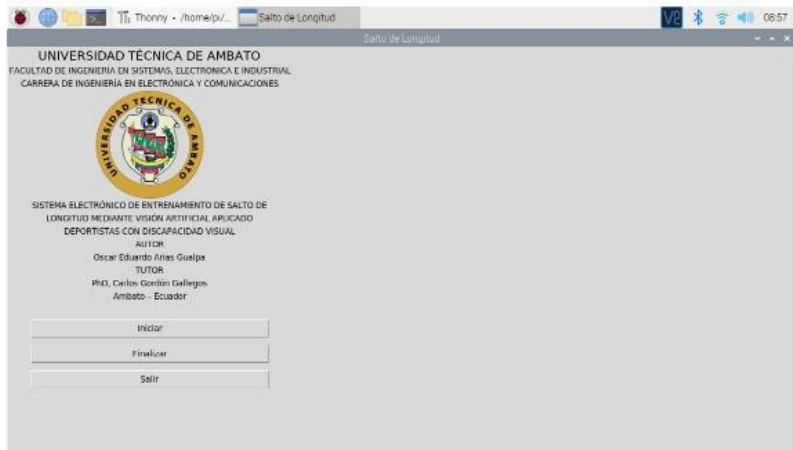 Thonny - /home/pi/...
Salto de Longitud
V2
08:57
Salto de Longitud
UNIVERSIDAD TÉCNICA DE AMBATO
FACULTAD DE INGENIERIA EN SISTEMAS, ELECTRONICA E INDUSTRIAL
CARRERA DE INGENIERÍA EN ELECTRÓNICA Y COMUNICACIONES
UNIVERSIDAD TECNICA DE AMBATO
SISTEMA ELECTRÓNICO DE ENTRENAMIENTO DE SALTO DE
LONGITUD MEDIANTE VISIÓN ARTIFICIAL APLICADO
DEPORTISTAS CON DISCAPACIDAD VISUAL
AUTOR
Oscar Eduardo Arias Gualpa
TUTOR
PhD, Carlos Gordón Gallegos
Ambato - Ecuador
Iniciar
Finalizar
Salir